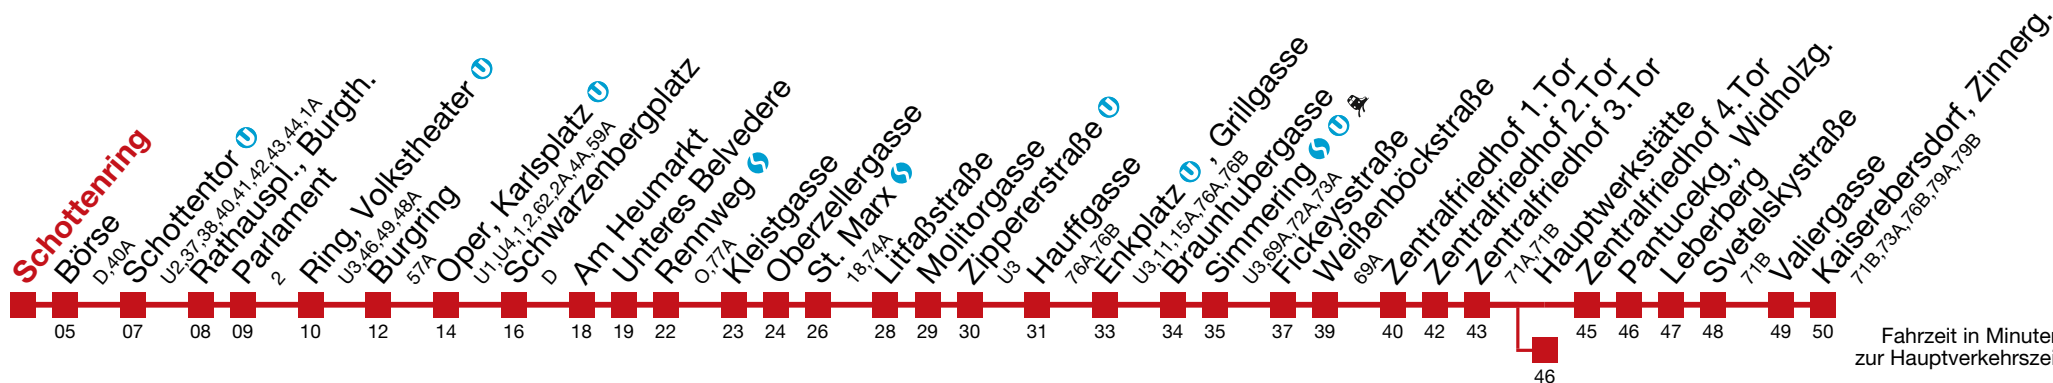 Schottenring
Börse
D,40A
Schottentor
U2,37,38,40,41,42,43,44,1A
Rathauspl., Burgth.
Parlament
2
Ring, Volkstheater
U3,46,49,48A
Burgring
57A
Oper, Karlsplatz
U1,U4,1,2,62,2A,4A,59A
Schwarzenbergplatz
D
Am Heumarkt
Unteres Belvedere
Rennweg
O,77A
Kleistgasse
Oberzellergasse
St. Marx
18,74A
Litfaßstraße
Molitorgasse
Zippererstraße
U3
Hauffgasse
76A,76B
Enkplatz , Grillgasse
U3,11,15A,76A,76B
Braunhubergasse
Simmering
U3,69A,72A,73A
Fickeysstraße
Weißenböckstraße
69A
Zentralfriedhof 1.Tor
Zentralfriedhof 2.Tor
Zentralfriedhof 3.Tor
71A,71B
Hauptwerkstätte
Zentralfriedhof 4.Tor
Pantucekg., Widholzg.
Leberberg
Svetelskystraße
71B
Valiergasse
Kaiserebersdorf, Zinnerg.
71B,73A,76B,79A,79B
05 07 08 09 10 12 14 16 18 19 22 23 24 26 28 29 30 31 33 34 35 37 39 40 42 43 45 46 47 48 49 50
46
Fahrzeit in Minuten
zur Hauptverkehrszeit